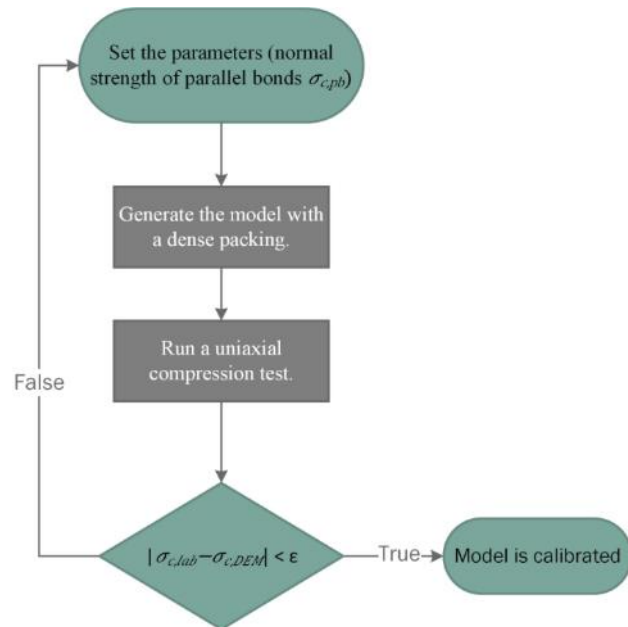 Set the parameters (normal
strength of parallel bonds σc,pb)
Generate the model with
a dense packing.
Run a uniaxial
compression test.
False
|σc,lab−σc,DEM| < ε
True
Model is calibrated